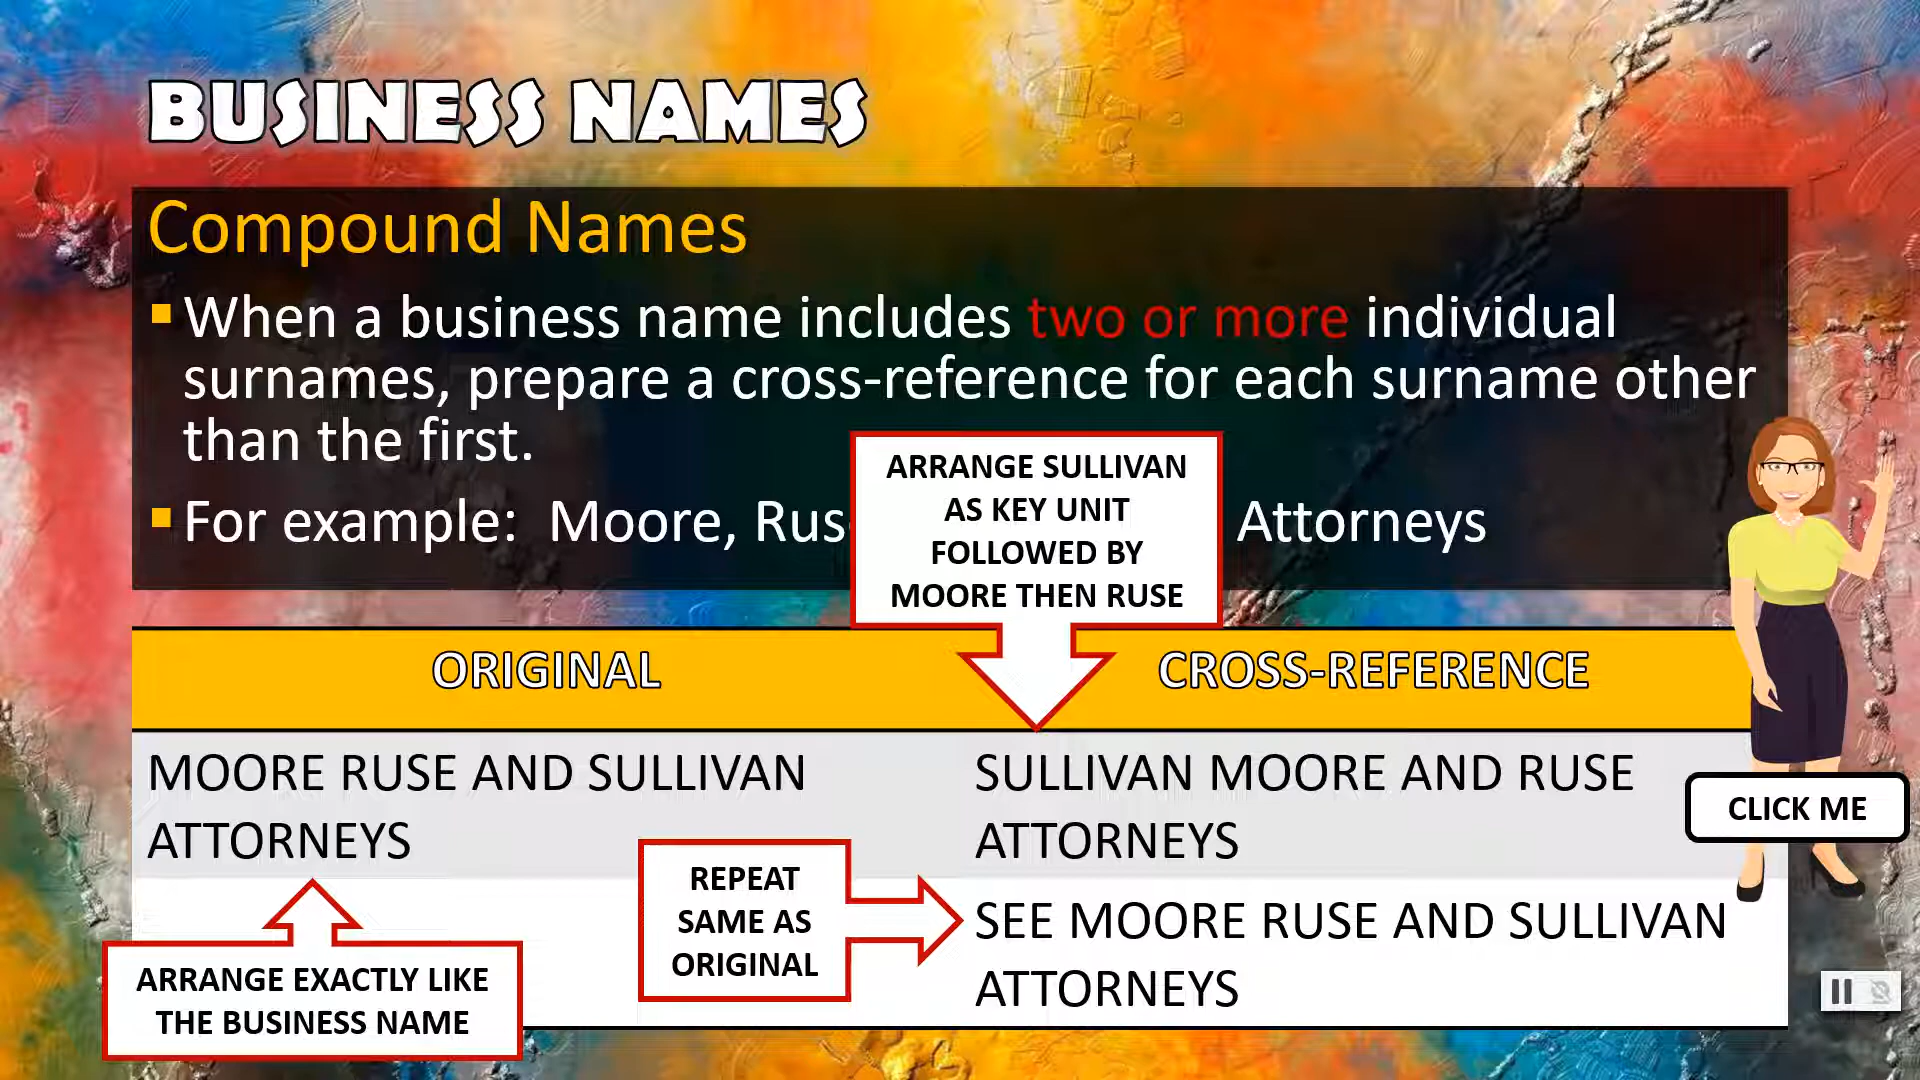 BUSINESS NAMES
Compound Names
When a business name includes two or more individual
surnames, prepare a cross-reference for each surname other
than the first.
For example: Moore, Attorneys
ARRANGE SULLIVAN
AS KEY UNIT
FOLLOWED BY
MOORE THEN RUSE
ORIGINAL
CROSS-REFERENCE
MOORE RUSE AND SULLIVAN
ATTORNEYS
SULLIVAN MOORE AND RUSE
ATTORNEYS
CLICK ME
REPEAT
SAME AS
ORIGINAL
SEE MOORE RUSE AND SULLIVAN
ATTORNEYS
ARRANGE EXACTLY LIKE
THE BUSINESS NAME